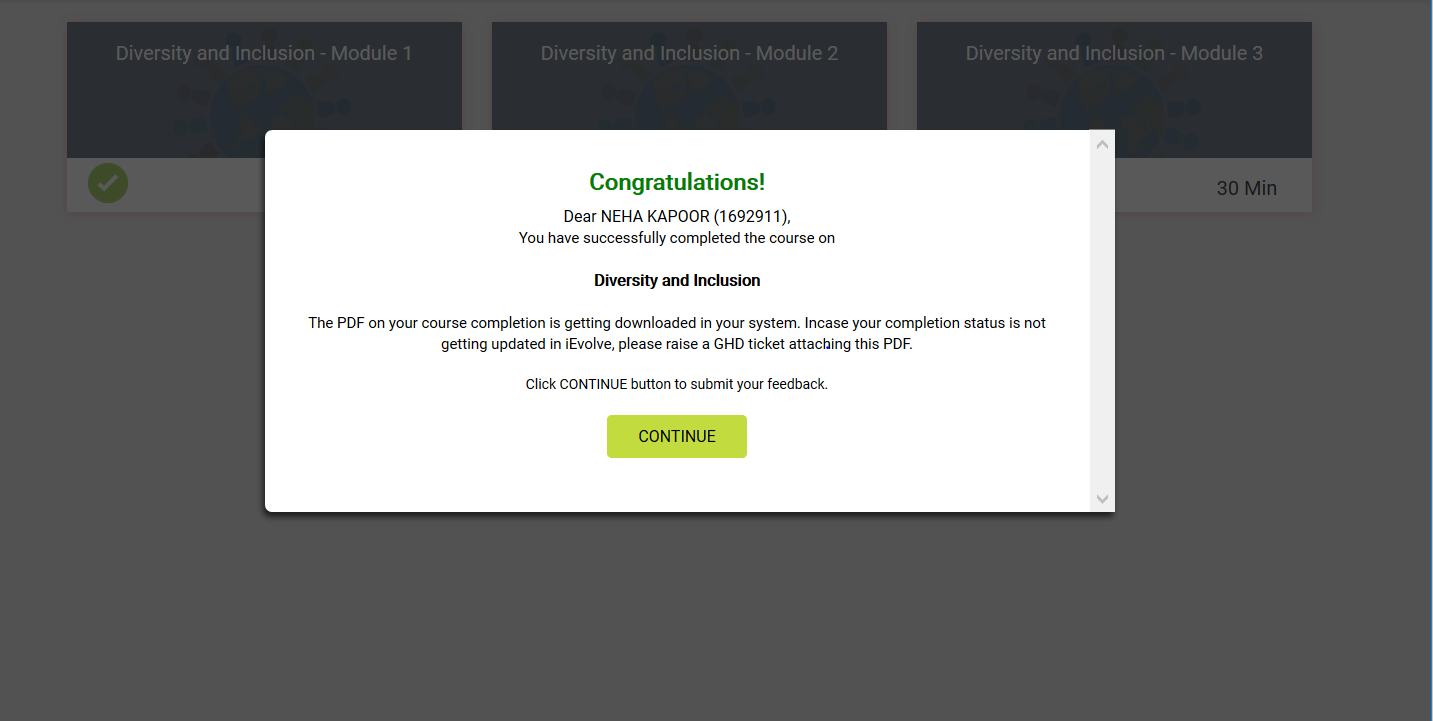 Diversity and Inclusion - Module 1
Diversity and Inclusion - Module 2
Diversity and Inclusion - Module 3
30 Min
Congratulations!
Dear NEHA KAPOOR (1692911),
You have successfully completed the course on
Diversity and Inclusion
The PDF on your course completion is getting downloaded in your system. Incase your completion status is not
getting updated in iEvolve, please raise a GHD ticket attaching this PDF.
Click CONTINUE button to submit your feedback.
CONTINUE